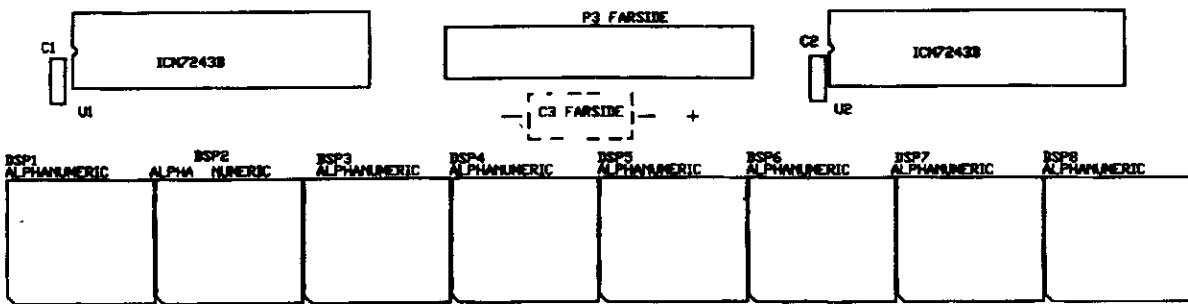 P3 FARSIDE
C1
C2
ICM7243B
ICM7243B
U1
U2
C3 FARSIDE
+
DSP1
DSP2
DSP3
DSP4
DSP5
DSP6
DSP7
DSP8
ALPHANUMERIC
ALPHA NUMERIC
ALPHANUMERIC
ALPHANUMERIC
ALPHANUMERIC
ALPHANUMERIC
ALPHANUMERIC
ALPHANUMERIC